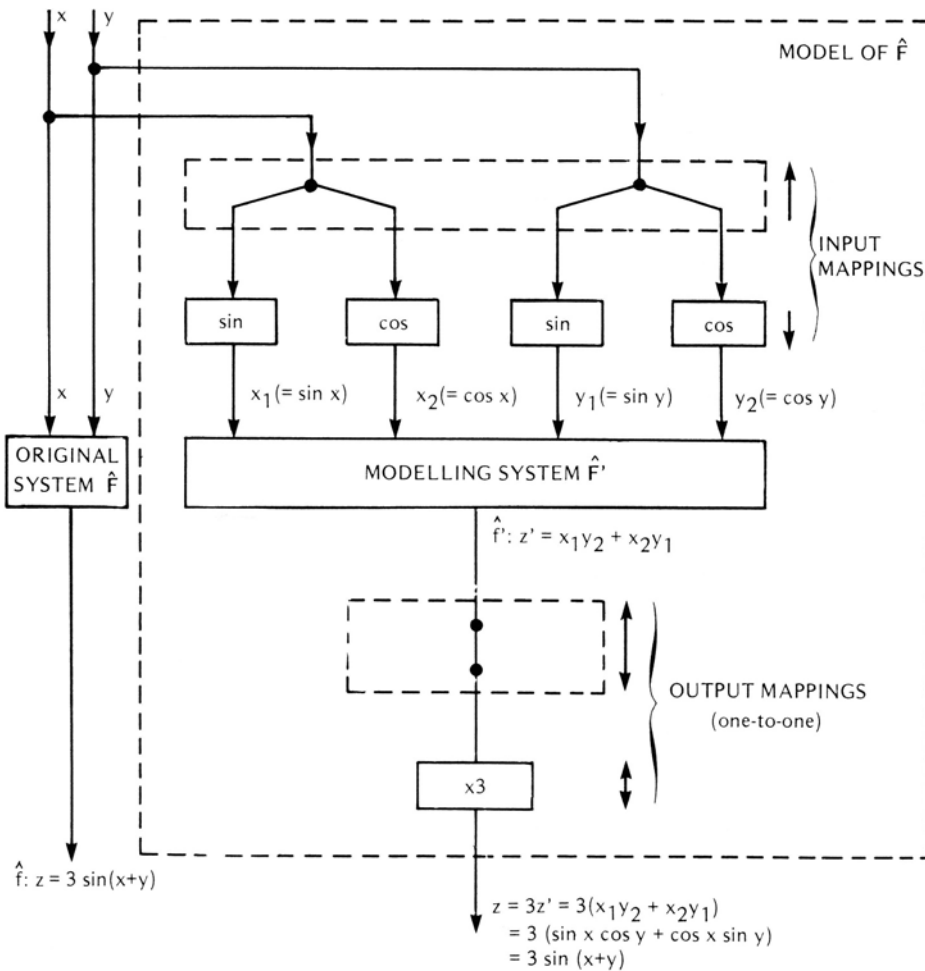 x y
MODEL OF F̂
INPUT
MAPPINGS
sin cos sin cos
x₁(= sin x) x₂(= cos x) y₁(= sin y) y₂(= cos y)
x y
ORIGINAL
SYSTEM F̂
MODELLING SYSTEM F̂'
f̂': z' = x₁y₂ + x₂y₁
OUTPUT MAPPINGS
(one-to-one)
x3
f̂: z = 3 sin(x+y)
z = 3z' = 3(x₁y₂ + x₂y₁)
= 3 (sin x cos y + cos x sin y)
= 3 sin (x+y)